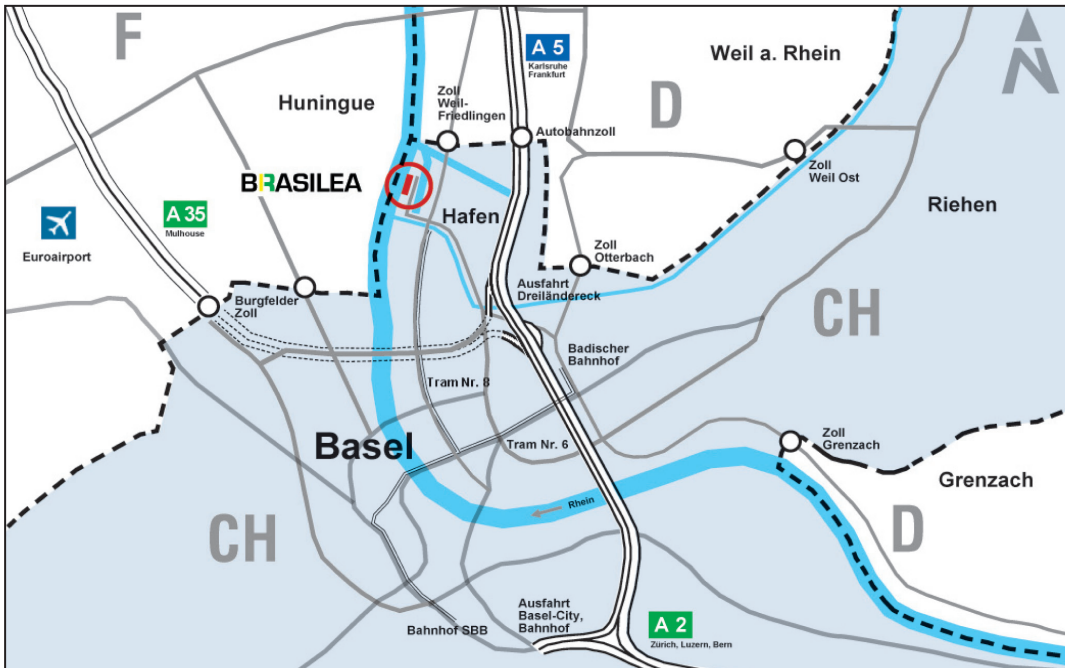 F
A 5
Karlsruhe
Frankfurt
Weil a. Rhein
N
Huningue
Zoll
Weil-
Friedlingen
D
Autobahnzoll
Zoll
Weil Ost
BRASILEA
A 35
Mulhouse
Hafen
Riehen
Euroairport
Zoll
Otterbach
Burgfelder
Zoll
Ausfahrt
Dreiländereck
CH
Badischer
Bahnhof
Tram Nr. 8
Basel
Tram Nr. 6
Zoll
Grenzach
Grenzach
Rhein
CH
D
Ausfahrt
Basel-City,
Bahnhof
Bahnhof SBB
A 2
Zürich, Luzern, Bern